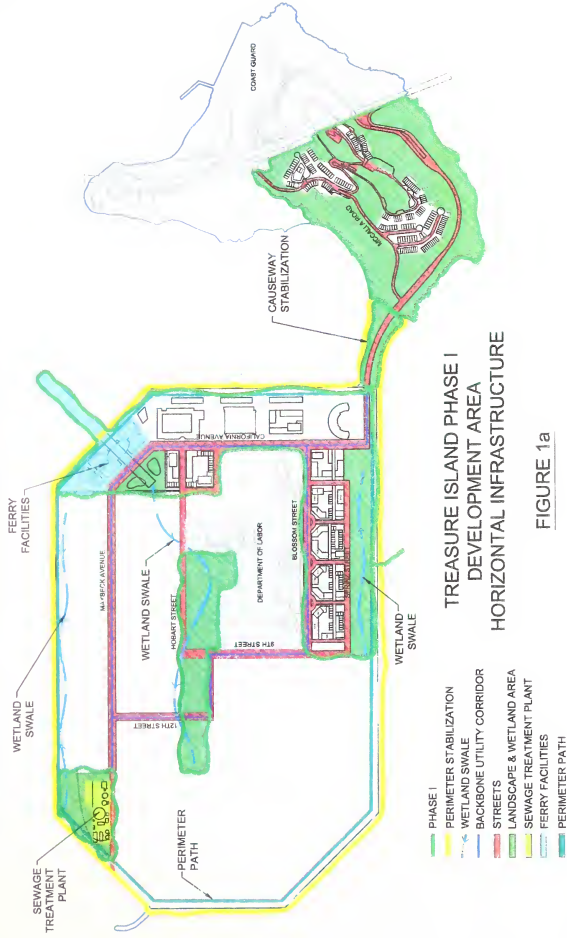 TREASURE ISLAND PHASE I
DEVELOPMENT AREA
HORIZONTAL INFRASTRUCTURE
FIGURE 1a
SEWAGE
TREATMENT
PLANT
WETLAND
SWALE
FERRY
FACILITIES
CAUSEWAY
STABILIZATION
COAST GUARD
MCCALLA ROAD
CALIFORNIA AVENUE
AVENUE
WETLAND SWALE
HOBART STREET
DEPARTMENT OF LABOR
BLOSSON STREET
9TH STREET
12TH STREET
PERIMETER
PATH
WETLAND
SWALE
PHASE I
PERIMETER STABILIZATION
WETLAND SWALE
BACKBONE UTILITY CORRIDOR
STREETS
LANDSCAPE & WETLAND AREA
SEWAGE TREATMENT PLANT
FERRY FACILITIES
PERIMETER PATH